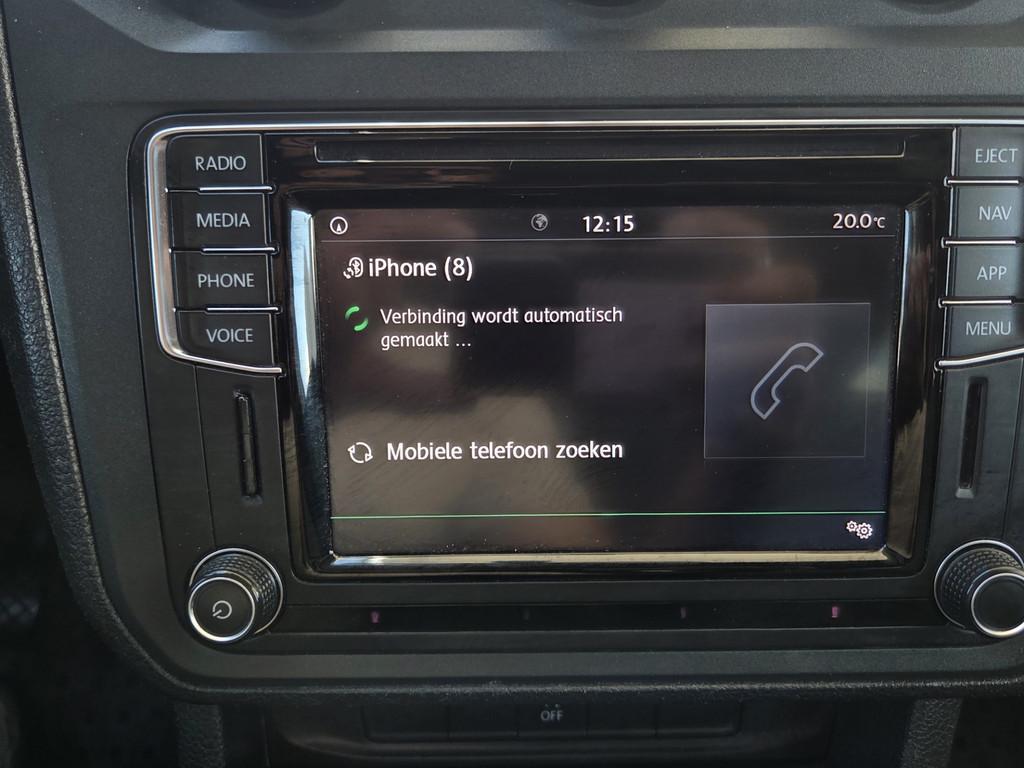 RADIO
MEDIA
PHONE
VOICE
12:15
20.0°C
iPhone (8)
Verbinding wordt automatisch
gemaakt ...
Mobiele telefoon zoeken
EJECT
NAV
APP
MENU
OFF